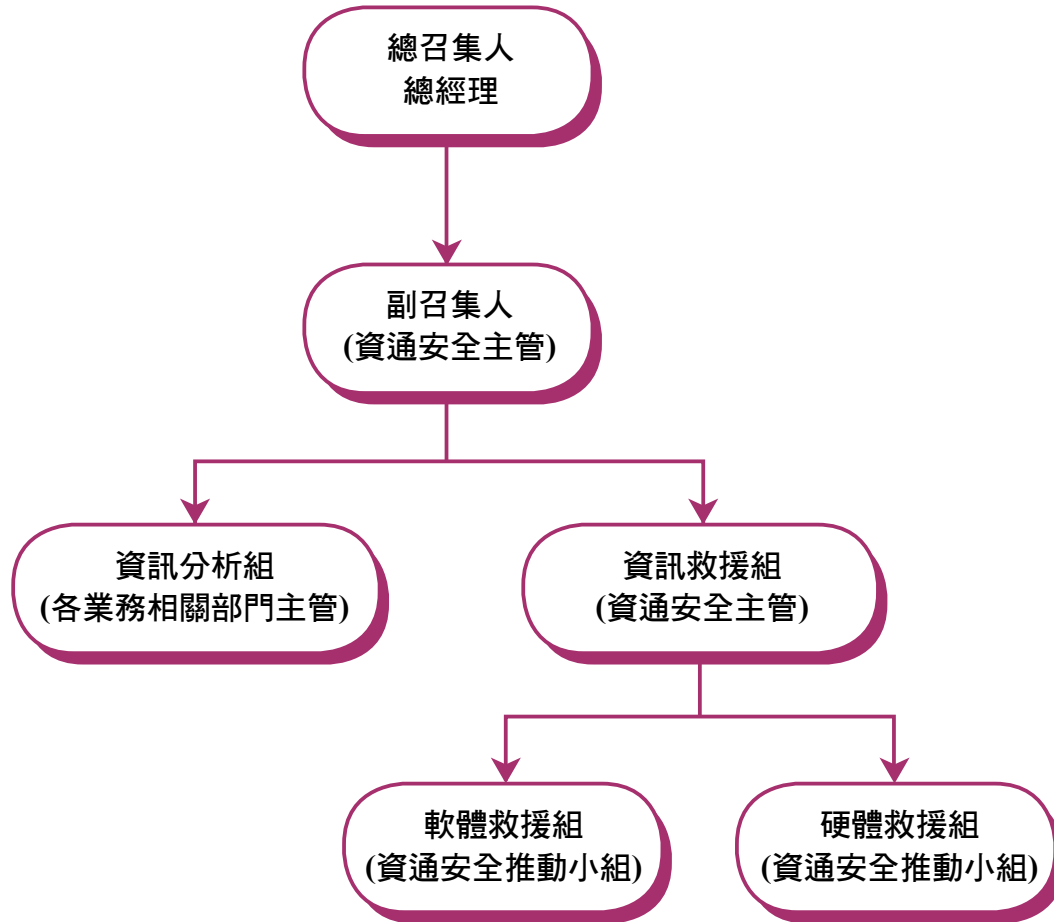 總召集人
總經理
副召集人
(資通安全主管)
資訊分析組
(各業務相關部門主管)
資訊救援組
(資通安全主管)
軟體救援組
(資通安全推動小組)
硬體救援組
(資通安全推動小組)